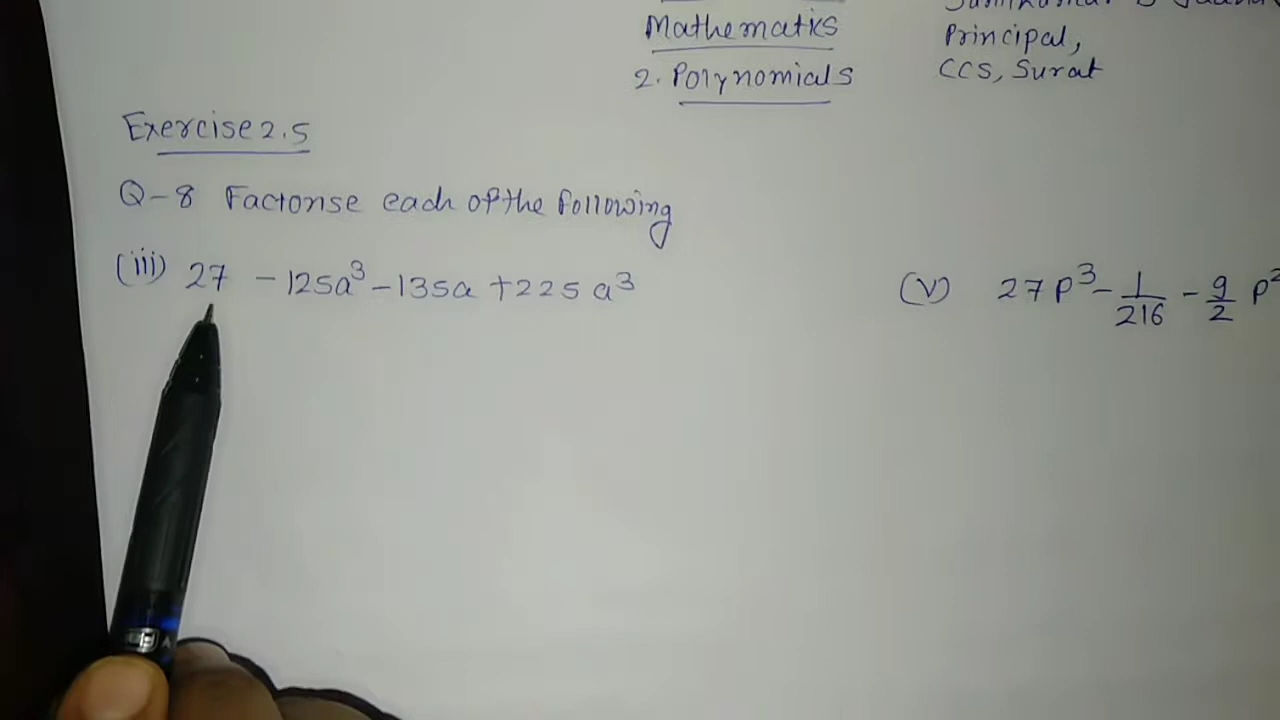 Mathematics
Principal,
2. Polynomials
CCS, Surat
Exercise 2.5
Q-8 Factorise each of the following
(iii) 27 - 125a³ - 135a + 225a³
(v) 27p³ - 1/216 - 9/2 p²